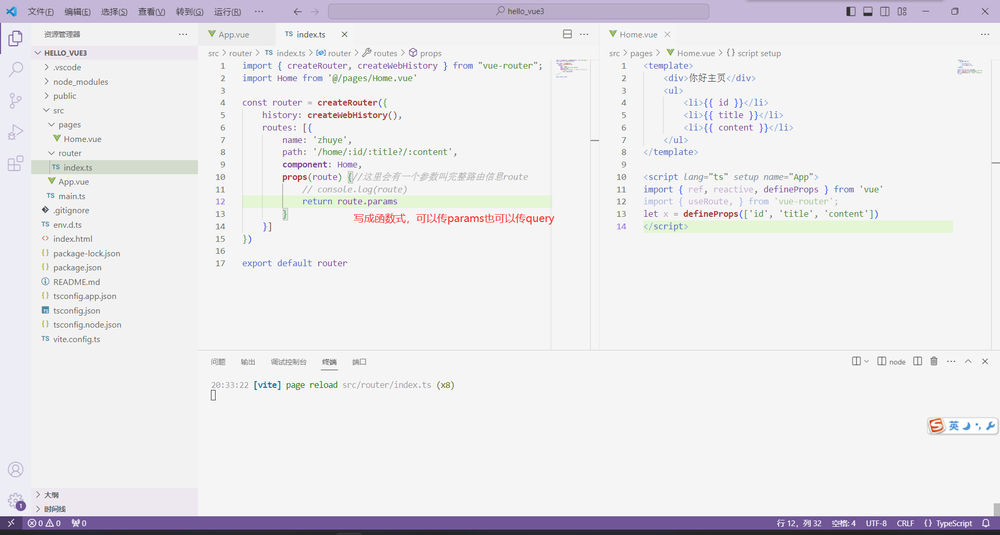 文件(F) 编辑(E) 选择(S) 查看(V) 转到(G) 运行(R) ··· hello_vue3
资源管理器 ···
HELLO_VUE3
.vscode
node_modules
public
src
pages
Home.vue
router
TS index.ts
App.vue
TS main.ts
.gitignore
TS env.d.ts
<> index.html
{} package-lock.json
{} package.json
README.md
{} tsconfig.app.json
TS tsconfig.json
{} tsconfig.node.json
TS vite.config.ts
大纲
时间线
1
App.vue TS index.ts
src > router > TS index.ts > router > routes > props
1 import { createRouter, createWebHistory } from "vue-router";
2 import Home from '@/pages/Home.vue'
3
4 const router = createRouter({
5 history: createWebHistory(),
6 routes: [{
7 name: 'zhuye',
8 path: '/home/:id/:title?/:content',
9 component: Home,
10 props(route) {//这里会有一个参数叫完整路由信息route
11 // console.log(route)
12 return route.params
13 }
写成函数式，可以传params也可以传query
14 }]
15 })
16
17 export default router
Home.vue
src > pages > Home.vue > {} script setup
1 <template>
2 <div>你好主页</div>
3 <ul>
4 <li>{{ id }}</li>
5 <li>{{ title }}</li>
6 <li>{{ content }}</li>
7 </ul>
8 </template>
9
10 <script lang="ts" setup name="App">
11 import { ref, reactive, defineProps } from 'vue'
12 import { useRoute, } from 'vue-router';
13 let x = defineProps(['id', 'title', 'content'])
14 </script>
问题 输出 调试控制台 终端 端口 node
20:33:22 [vite] page reload src/router/index.ts (x8)
英
0 0 0 行 12，列 32 空格: 4 UTF-8 CRLF {} TypeScript